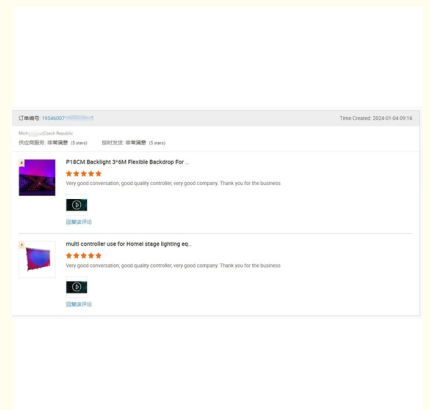 订单编号: 19546007
Time Created: 2024-01-04 09:16
Czech Republic
供应商服务: 非常满意 (5 stars) 按时发货: 非常满意 (5 stars)
P18CM Backlight 3*6M Flexible Backdrop For ..
Very good conversation, good quality controller, very good company. Thank you for the business
回复该评论
multi controller use for Homei stage lighting eq..
Very good conversation, good quality controller, very good company. Thank you for the business
回复该评论